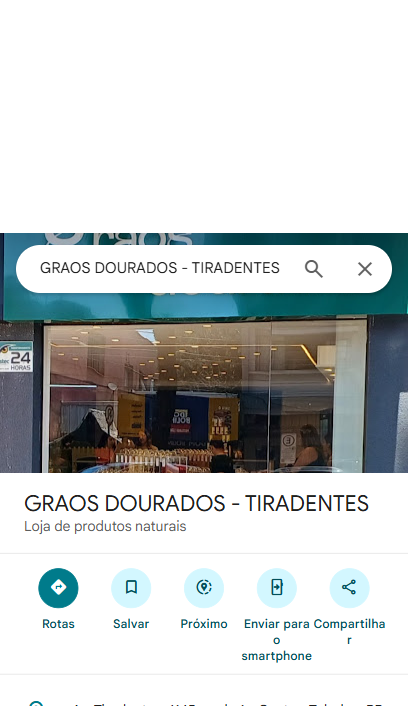 GRAOS DOURADOS - TIRADENTES
24
HORAS
GRAOS DOURADOS - TIRADENTES
Loja de produtos naturais
Rotas
Salvar
Próximo
Enviar para o smartphone
Compartilhar